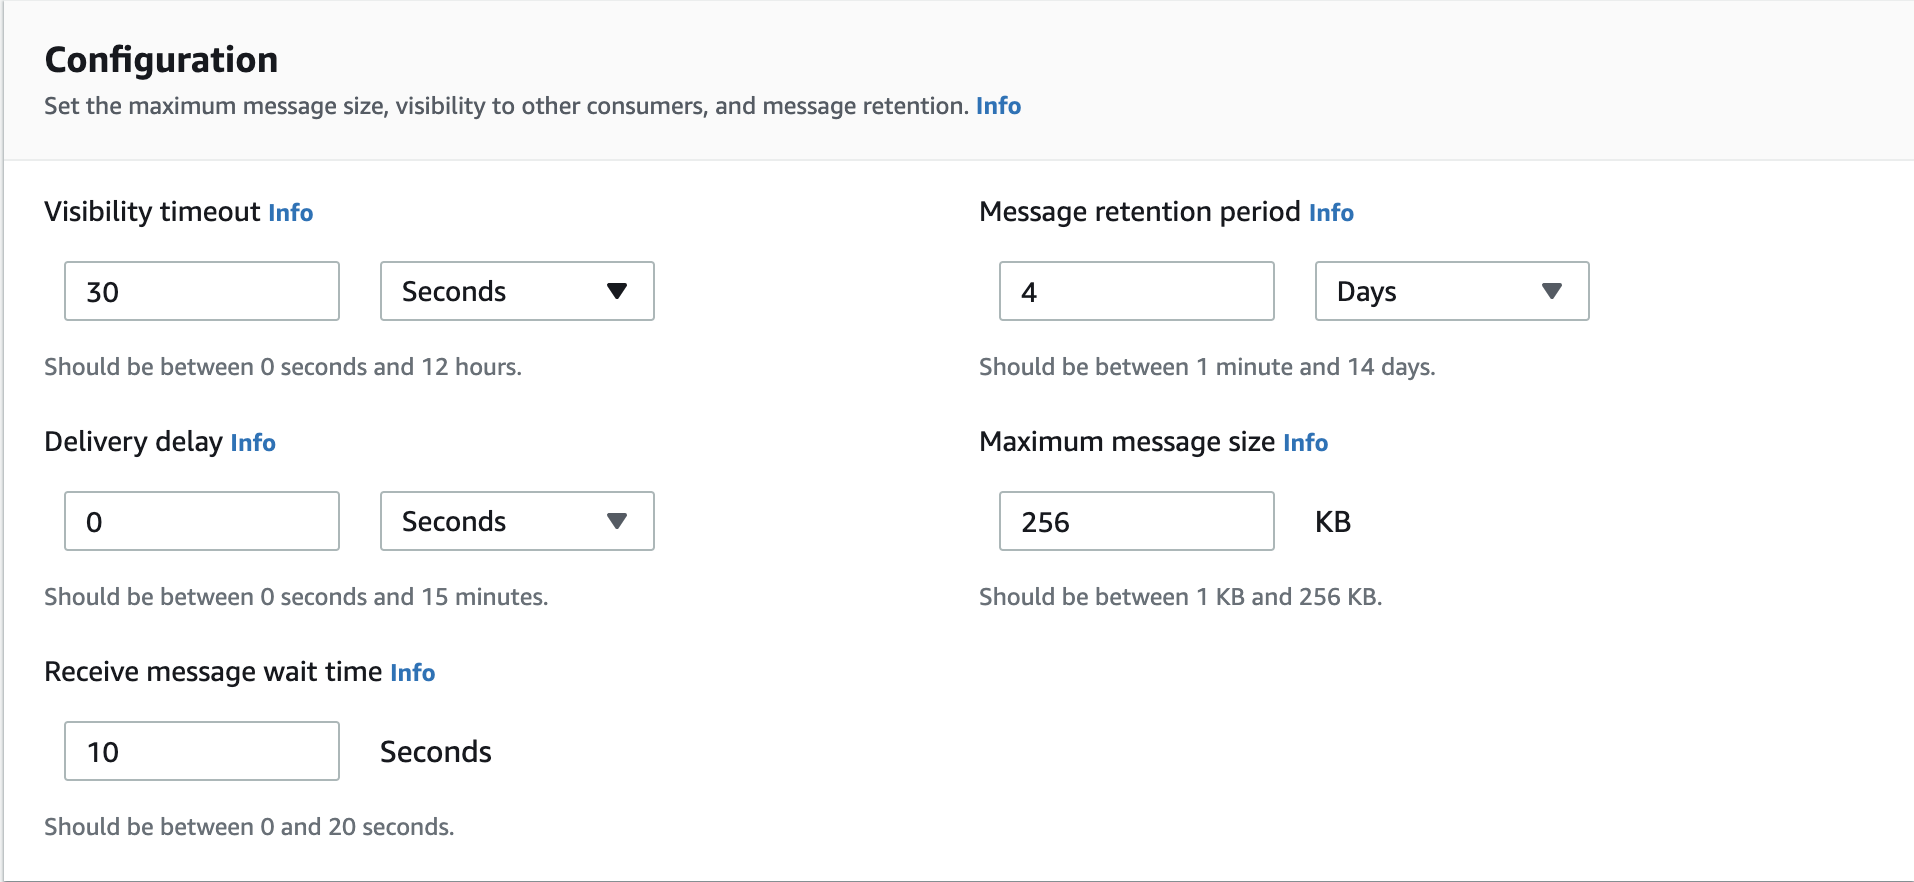 Configuration
Set the maximum message size, visibility to other consumers, and message retention. Info
Visibility timeout Info
30 Seconds
Should be between 0 seconds and 12 hours.
Message retention period Info
4 Days
Should be between 1 minute and 14 days.
Delivery delay Info
0 Seconds
Should be between 0 seconds and 15 minutes.
Maximum message size Info
256 KB
Should be between 1 KB and 256 KB.
Receive message wait time Info
10 Seconds
Should be between 0 and 20 seconds.